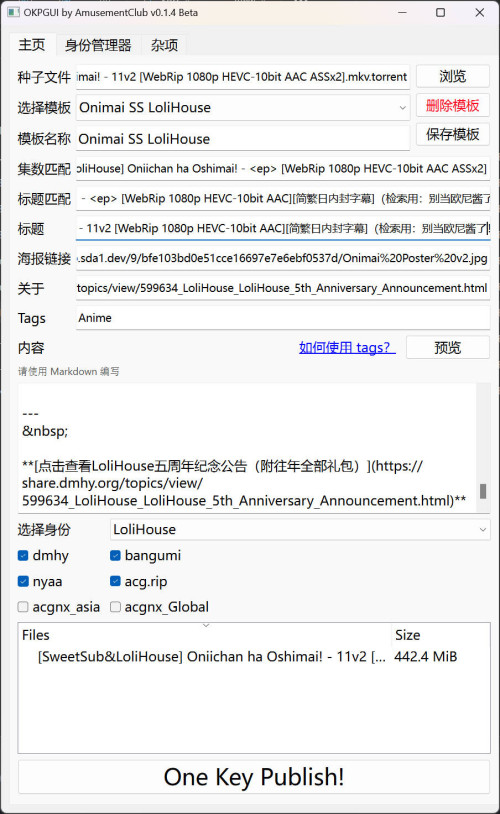 OKPGUI by AmusementClub v0.1.4 Beta
主页 身份管理器 杂项
种子文件 imai! - 11v2 [WebRip 1080p HEVC-10bit AAC ASSx2].mkv.torrent 浏览
选择模板 Onimai SS LoliHouse 删除模板
模板名称 Onimai SS LoliHouse 保存模板
集数匹配 oliHouse] Oniichan ha Oshimai! - <ep> [WebRip 1080p HEVC-10bit AAC ASSx2]
标题匹配 - <ep> [WebRip 1080p HEVC-10bit AAC][简繁日内封字幕]（检索用：别当欧尼酱了
标题 - 11v2 [WebRip 1080p HEVC-10bit AAC][简繁日内封字幕]（检索用：别当欧尼酱了!
海报链接 .sda1.dev/9/bfe103bd0e51cce16697e7e6ebf0537d/Onimai%20Poster%20v2.jpg
关于 topics/view/599634_LoliHouse_LoliHouse_5th_Anniversary_Announcement.html
Tags Anime
内容 如何使用 tags? 预览
请使用 Markdown 编写
---
&nbsp;
**[点击查看LoliHouse五周年纪念公告（附往年全部礼包）](https://
share.dmhy.org/topics/view/
599634_LoliHouse_LoliHouse_5th_Anniversary_Announcement.html)**
选择身份 LoliHouse
dmhy bangumi
nyaa acg.rip
acgnx_asia acgnx_Global
Files Size
[SweetSub&LoliHouse] Oniichan ha Oshimai! - 11v2 [... 442.4 MiB
One Key Publish!